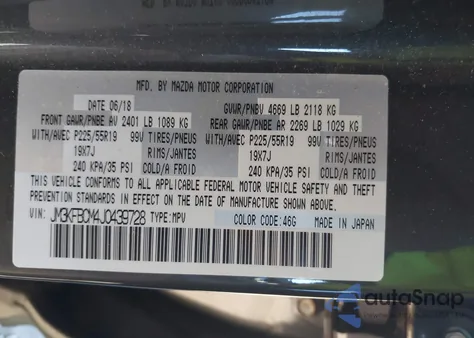 MFD. BY MAZDA MOTOR CORPORATION
DATE 06/18 GVWR/PNBV 4669 LB 2118 KG
FRONT GAWR/PNBE AV 2401 LB 1089 KG REAR GAWR/PNBE AR 2269 LB 1029 KG
WITH/AVEC P225/55R19 99V TIRES/PNEUS WITH/AVEC P225/55R19 99V TIRES/PNEUS
19X7J RIMS/JANTES 19X7J RIMS/JANTES
240 KPA/35 PSI COLD/A FROID 240 KPA/35 PSI COLD/A FROID
THIS VEHICLE CONFORMS TO ALL APPLICABLE FEDERAL MOTOR VEHICLE SAFETY AND THEFT
PREVENTION STANDARDS IN EFFECT ON THE DATE OF MANUFACTURE SHOWN ABOVE.
VIN: JM3KFBCM4J0439728 TYPE:MPV COLOR CODE:46G MADE IN JAPAN
autoSnap